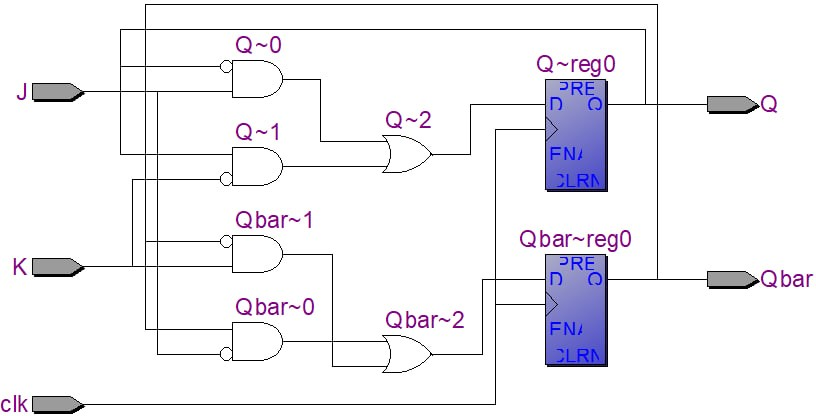 Q~0
Q~reg0
J
PRE
D Q
Q
Q~1
Q~2
ENA
CLRN
Qbar~1
Qbar~reg0
K
PRE
D Q
Qbar
Qbar~0
Qbar~2
ENA
CLRN
clk